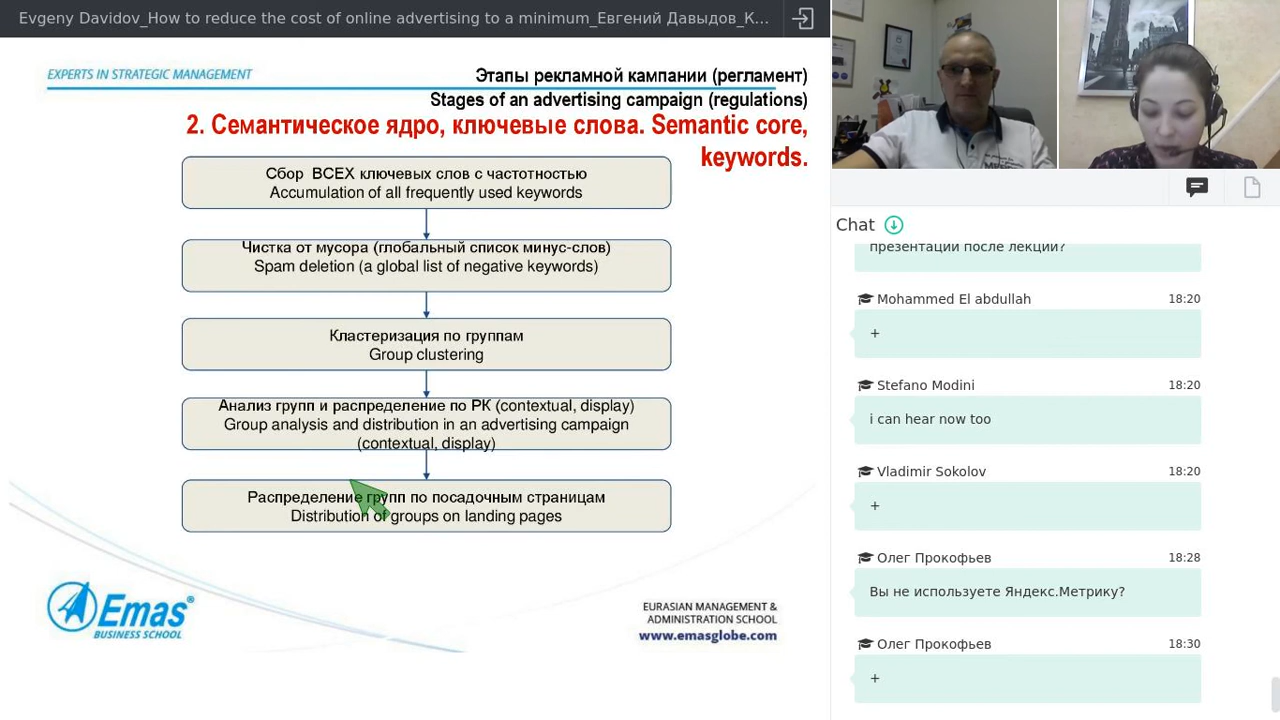 Evgeny Davidov_How to reduce the cost of online advertising to a minimum_Евгений Давыдов_К...
EXPERTS IN STRATEGIC MANAGEMENT
Этапы рекламной кампании (регламент)
Stages of an advertising campaign (regulations)
2. Семантическое ядро, ключевые слова. Semantic core,
keywords.
Сбор ВСЕХ ключевых слов с частотностью
Accumulation of all frequently used keywords
Чистка от мусора (глобальный список минус-слов)
Spam deletion (a global list of negative keywords)
Кластеризация по группам
Group clustering
Анализ групп и распределение по РК (contextual, display)
Group analysis and distribution in an advertising campaign
(contextual, display)
Распределение групп по посадочным страницам
Distribution of groups on landing pages
Emas
BUSINESS SCHOOL
EURASIAN MANAGEMENT &
ADMINISTRATION SCHOOL
www.emasglobe.com
Chat
презентации после лекции?
Mohammed El abdullah 18:20
+
Stefano Modini 18:20
i can hear now too
Vladimir Sokolov 18:20
+
Олег Прокофьев 18:28
Вы не используете Яндекс.Метрику?
Олег Прокофьев 18:30
+